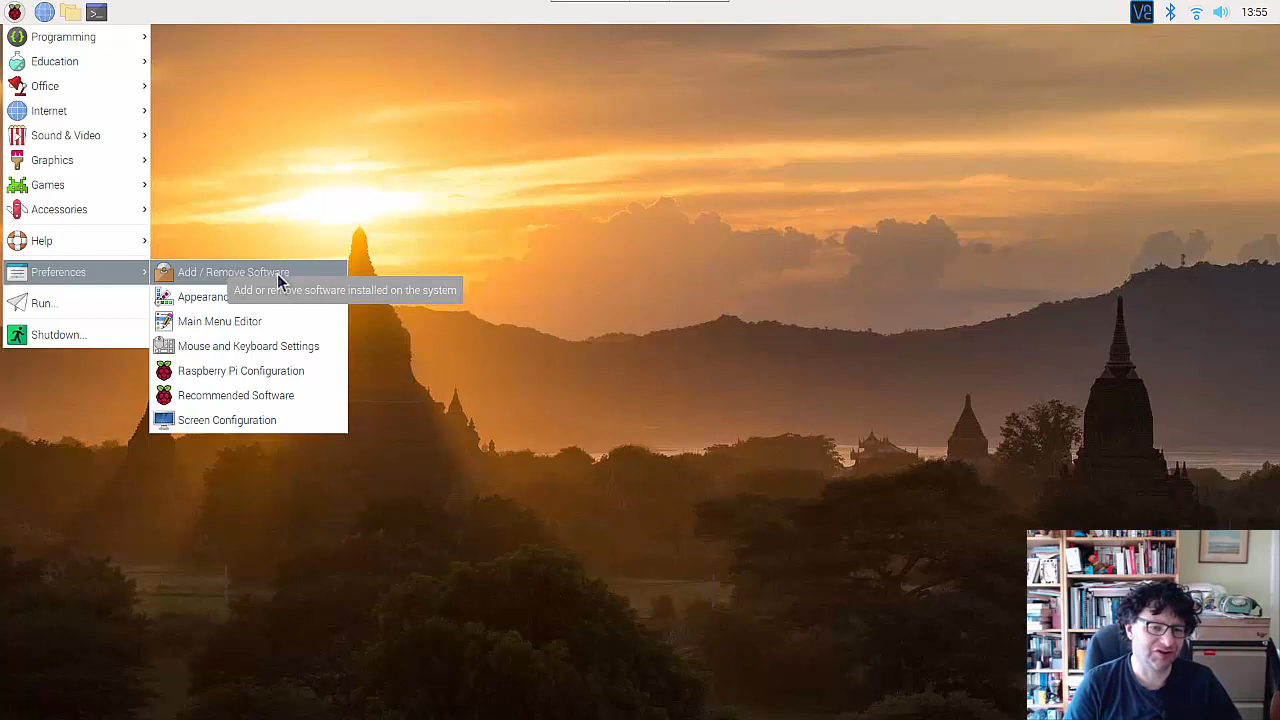 13:55
Programming
Education
Office
Internet
Sound & Video
Graphics
Games
Accessories
Help
Preferences
Run...
Shutdown...
Add / Remove Software
Add or remove software installed on the system
Main Menu Editor
Mouse and Keyboard Settings
Raspberry Pi Configuration
Recommended Software
Screen Configuration